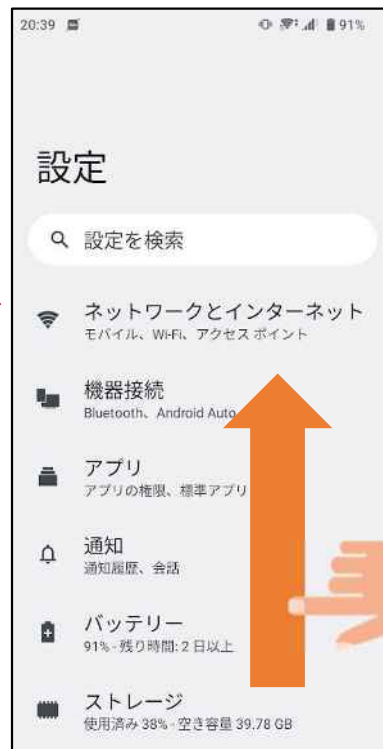 20:39 91%
設定
設定を検索
ネットワークとインターネット
モバイル、Wi-Fi、アクセス ポイント
機器接続
Bluetooth、Android Auto
アプリ
アプリの権限、標準アプリ
通知
通知履歴、会話
バッテリー
91% - 残り時間: 2 日以上
ストレージ
使用済み 38% - 空き容量 39.78 GB